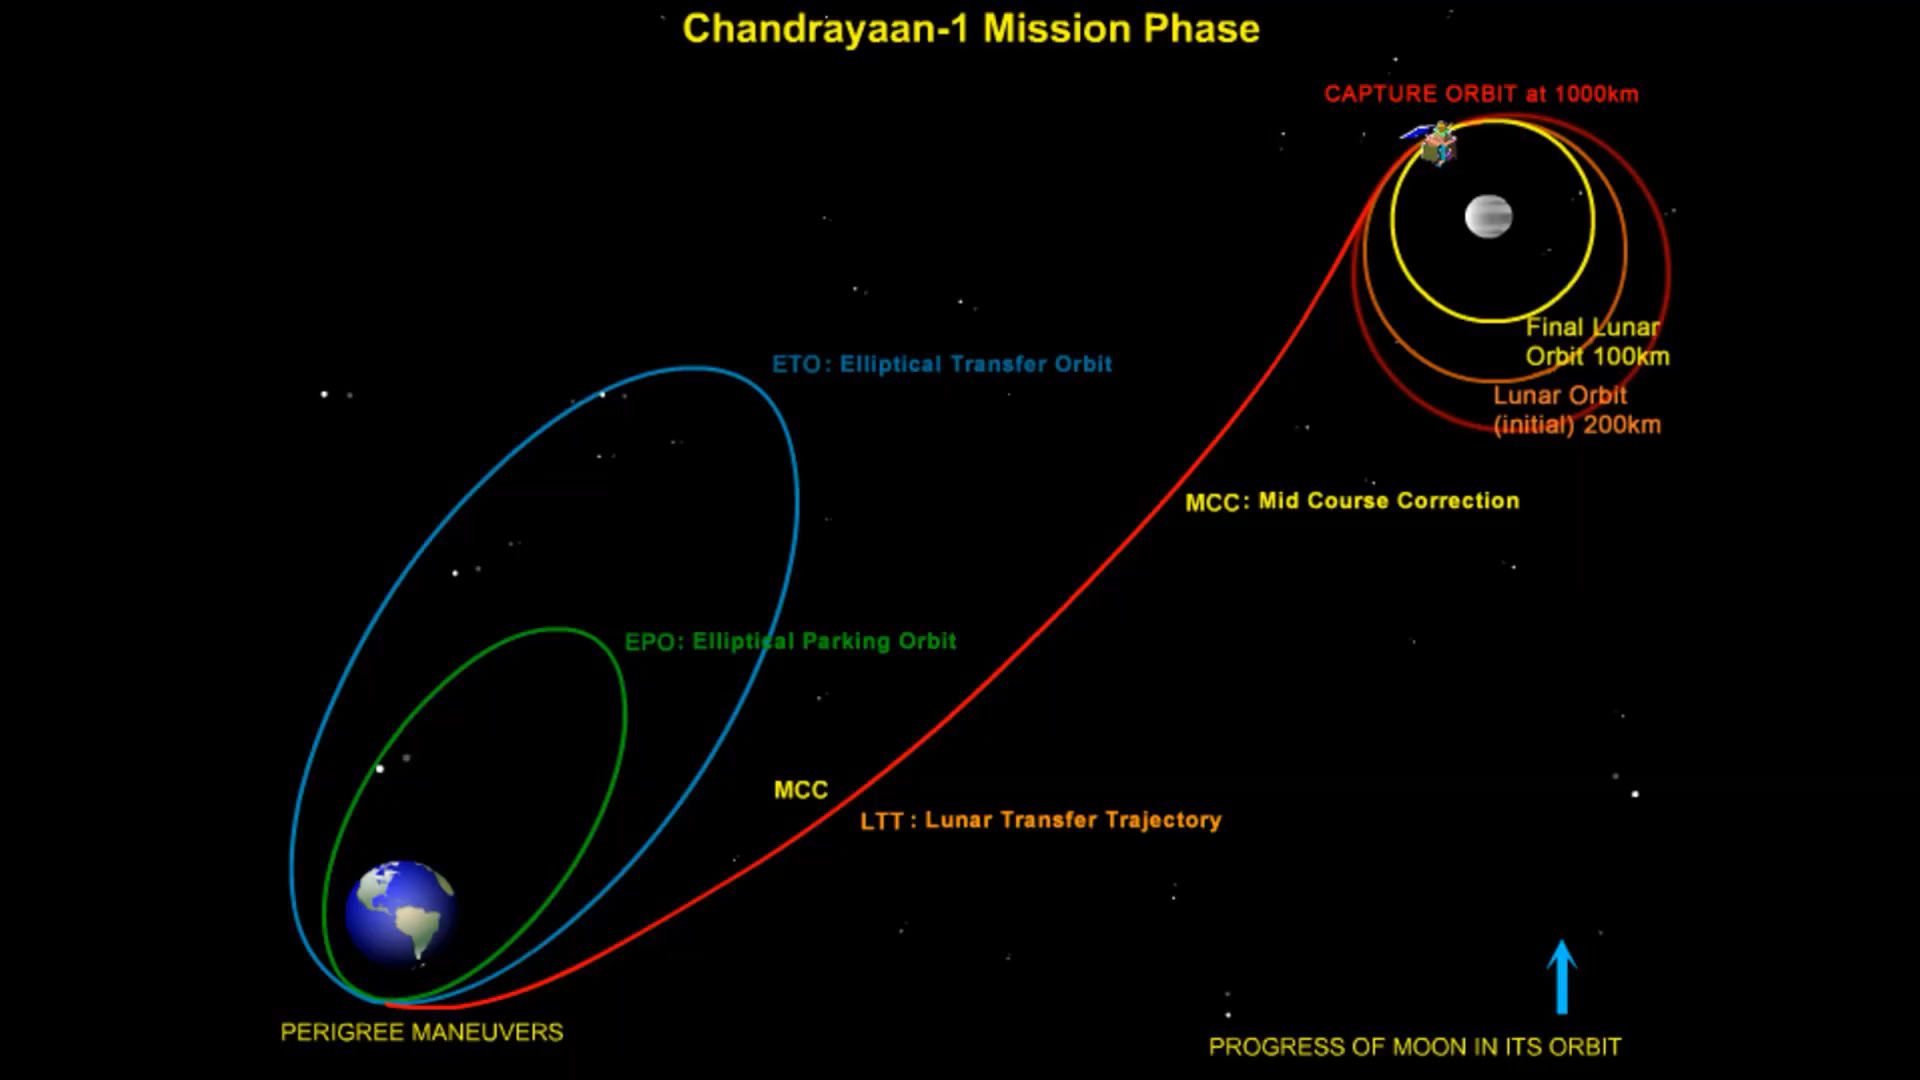 Chandrayaan-1 Mission Phase
CAPTURE ORBIT at 1000km
Final Lunar
Orbit 100km
Lunar Orbit
(initial) 200km
ETO: Elliptical Transfer Orbit
MCC: Mid Course Correction
EPO: Elliptical Parking Orbit
MCC
LTT : Lunar Transfer Trajectory
PERIGREE MANEUVERS
PROGRESS OF MOON IN ITS ORBIT